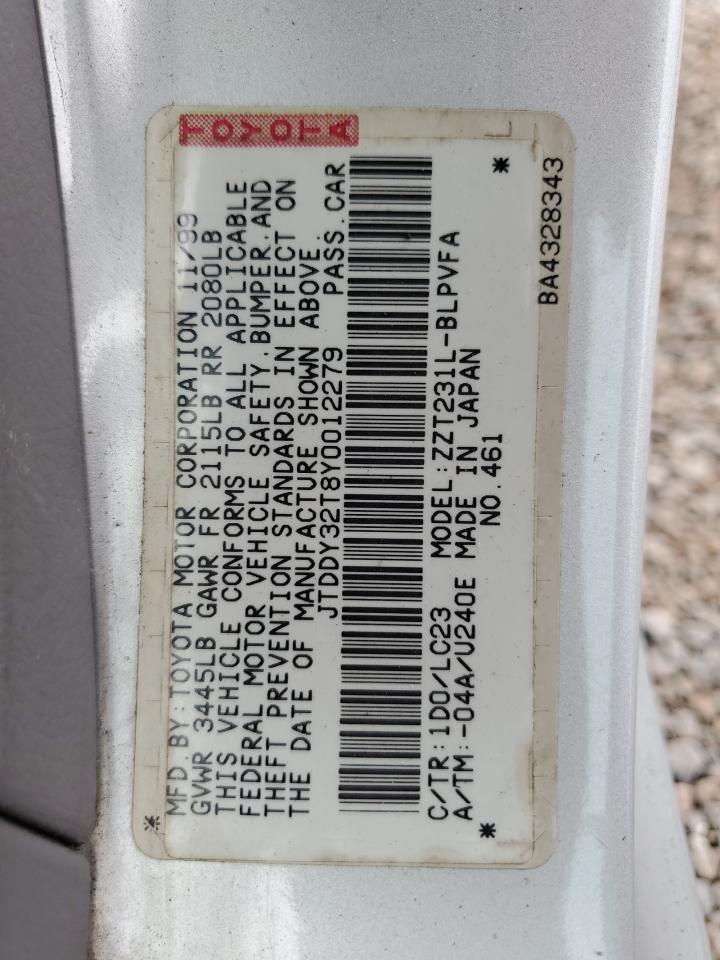 TOYOTA
MFD. BY:TOYOTA MOTOR CORPORATION 11/99
GVWR 3445LB GAWR FR 2115LB RR 2080LB
THIS VEHICLE CONFORMS TO ALL APPLICABLE
FEDERAL MOTOR VEHICLE SAFETY,BUMPER,AND
THEFT PREVENTION STANDARDS IN EFFECT ON
THE DATE OF MANUFACTURE SHOWN ABOVE.
JTDDY32T8Y0012279 PASS.CAR
C/TR:1D0/LC23 MODEL:ZZT231L-BLPVFA
A/TM:-04A/U240E MADE IN JAPAN
NO.461
BA4328343